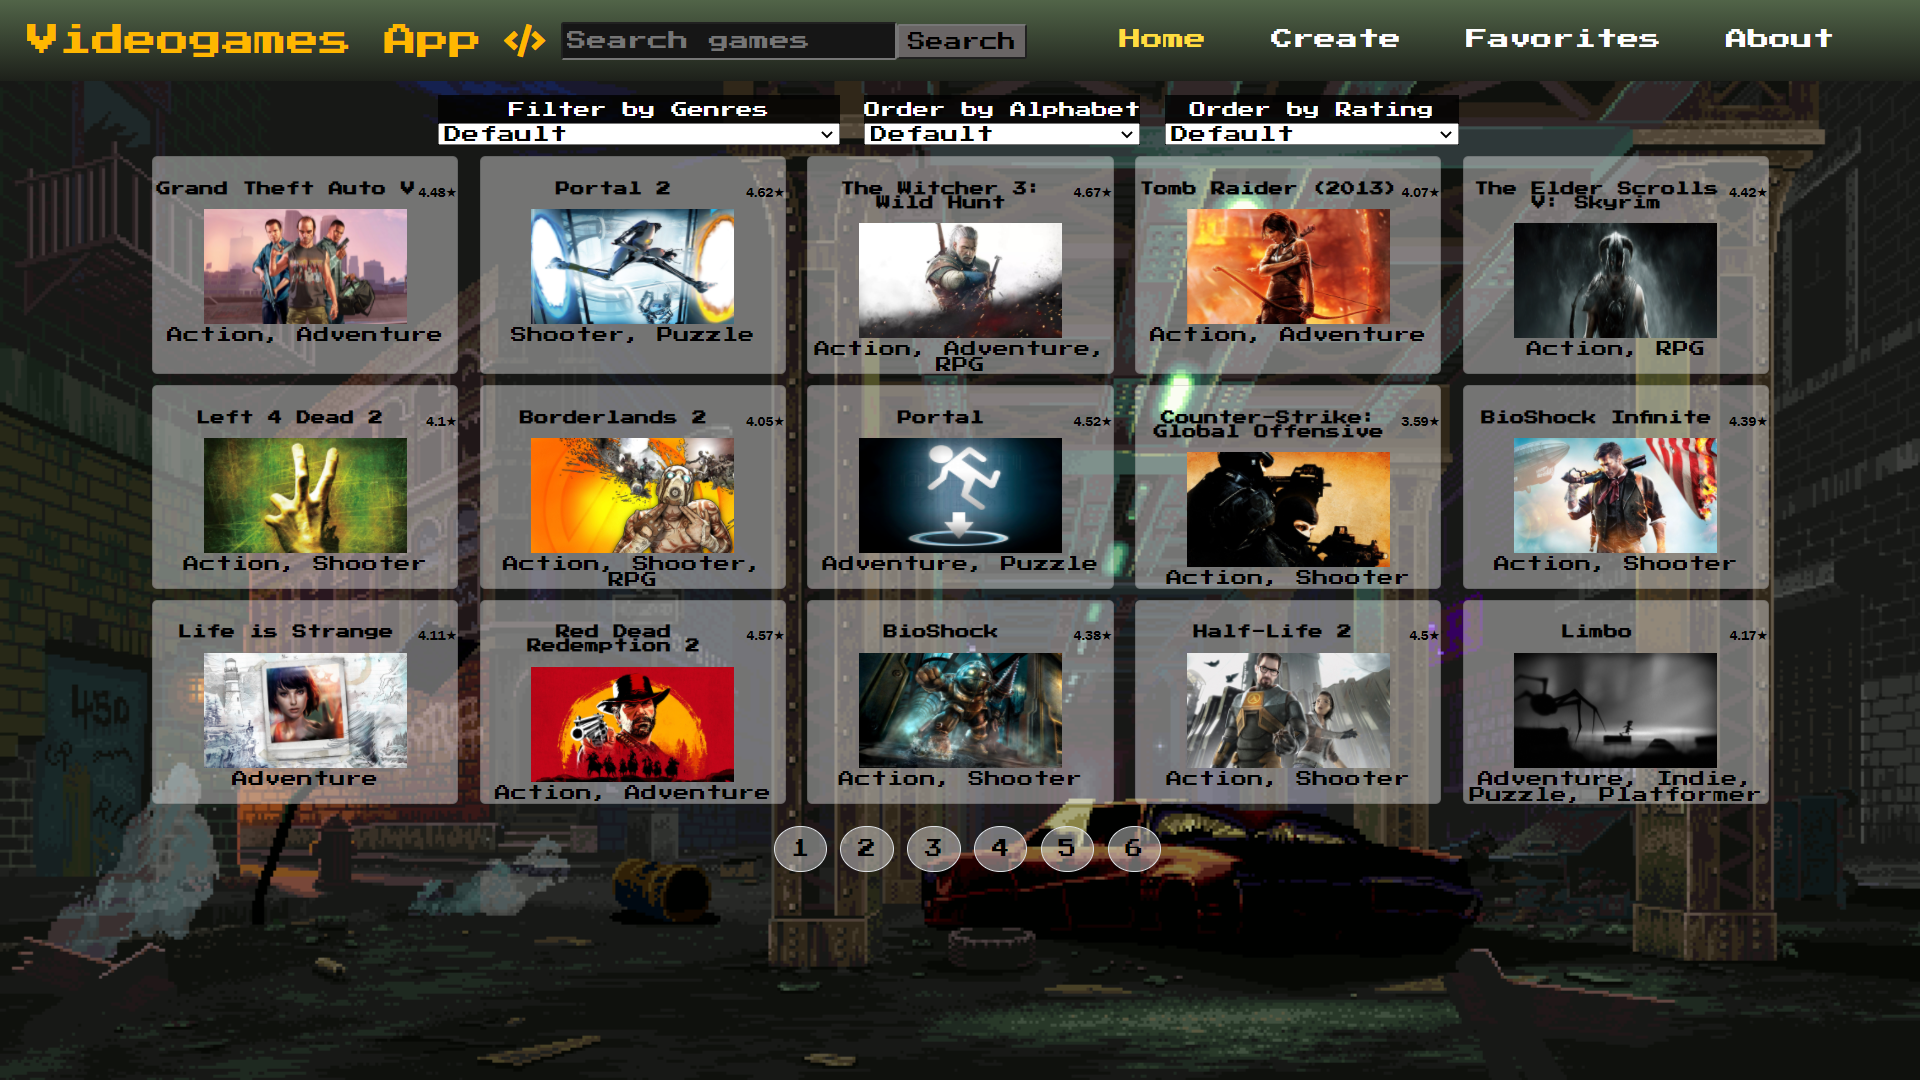 Videogames App </>
Search games
Search
Home
Create
Favorites
About
Filter by Genres
Order by Alphabet
Order by Rating
Default
Default
Default
Grand Theft Auto V
4.48★
Action, Adventure
Portal 2
4.62★
Shooter, Puzzle
The Witcher 3:
Wild Hunt
4.67★
Action, Adventure,
RPG
Tomb Raider (2013)
4.07★
Action, Adventure
The Elder Scrolls
V: Skyrim
4.42★
Action, RPG
Left 4 Dead 2
4.1★
Action, Shooter
Borderlands 2
4.05★
Action, Shooter,
RPG
Portal
4.52★
Adventure, Puzzle
Counter-Strike:
Global Offensive
3.59★
Action, Shooter
BioShock Infinite
4.39★
Action, Shooter
Life is Strange
4.11★
Adventure
Red Dead
Redemption 2
4.57★
Action, Adventure
BioShock
4.38★
Action, Shooter
Half-Life 2
4.5★
Action, Shooter
Limbo
4.17★
Adventure, Indie,
Puzzle, Platformer
1
2
3
4
5
6